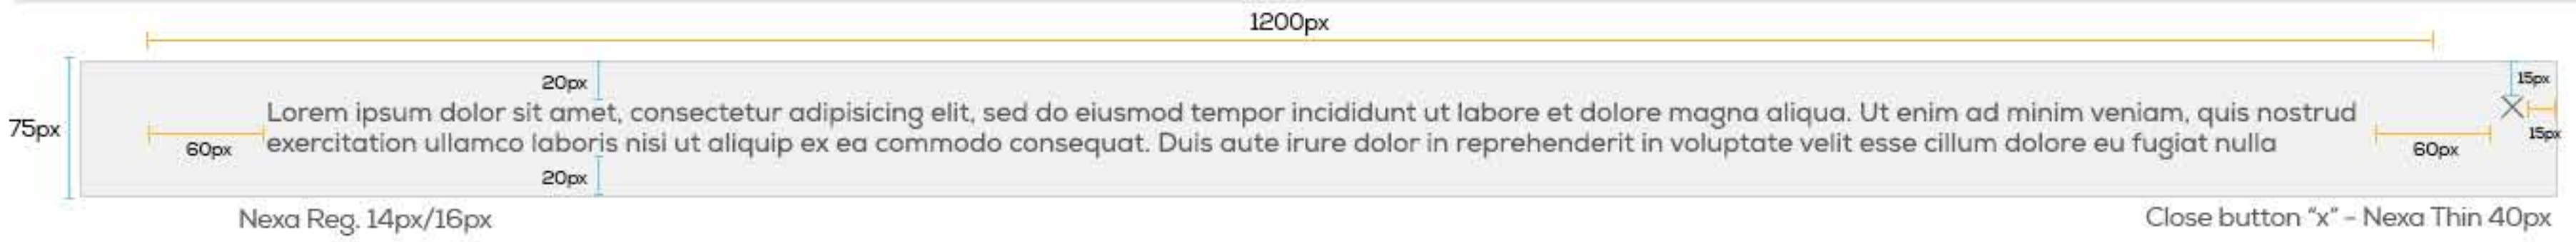 1200px
20px
15px
Lorem ipsum dolor sit amet, consectetur adipisicing elit, sed do eiusmod tempor incididunt ut labore et dolore magna aliqua. Ut enim ad minim veniam, quis nostrud
75px
15px
exercitation ullamco laboris nisi ut aliquip ex ea commodo consequat. Duis aute irure dolor in reprehenderit in voluptate velit esse cillum dolore eu fugiat nulla
60px
60px
20px
Nexa Reg. 14px/16px
Close button “x” - Nexa Thin 40px